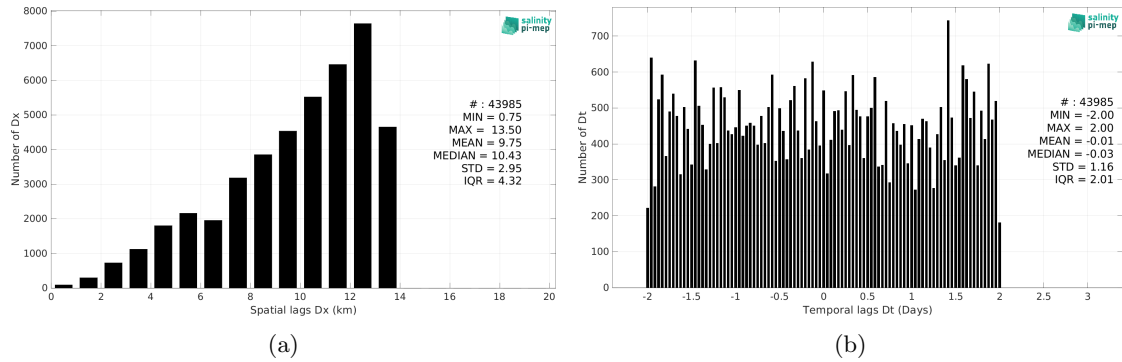 8000
7000
6000
5000
4000
3000
2000
1000
0
Number of Dx
salinity
pi-mep
# : 43985
MIN = 0.75
MAX = 13.50
MEAN = 9.75
MEDIAN = 10.43
STD = 2.95
IQR = 4.32
0 2 4 6 8 10 12 14 16 18 20
Spatial lags Dx (km)
(a)
700
600
500
400
300
200
100
0
Number of Dt
salinity
pi-mep
# : 43985
MIN = -2.00
MAX = 2.00
MEAN = -0.01
MEDIAN = -0.03
STD = 1.16
IQR = 2.01
-2 -1.5 -1 -0.5 0 0.5 1 1.5 2 2.5 3
Temporal lags Dt (Days)
(b)